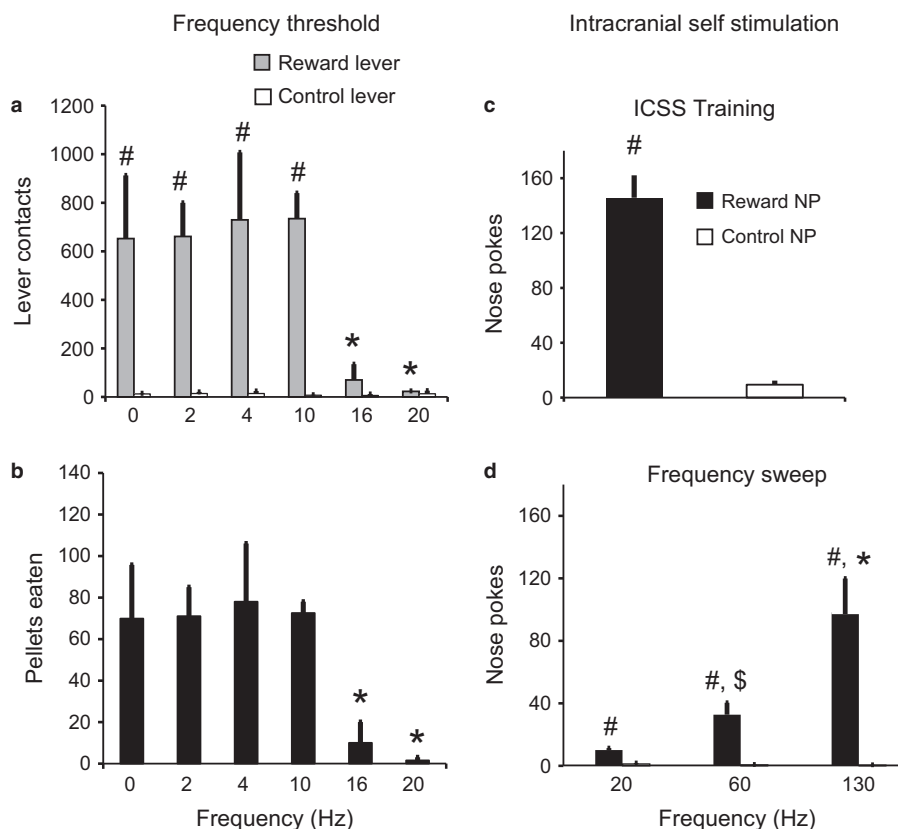 Frequency threshold
Reward lever
Control lever
a
1200
1000
800
600
400
200
0
Lever contacts
# # # # * *
0 2 4 10 16 20
b
140
120
100
80
60
40
20
0
Pellets eaten
* *
0 2 4 10 16 20
Frequency (Hz)
Intracranial self stimulation
c
ICSS Training
#
160
120
80
40
0
Nose pokes
Reward NP
Control NP
d
Frequency sweep
160
120
80
40
0
Nose pokes
# #, $ #, *
20 60 130
Frequency (Hz)